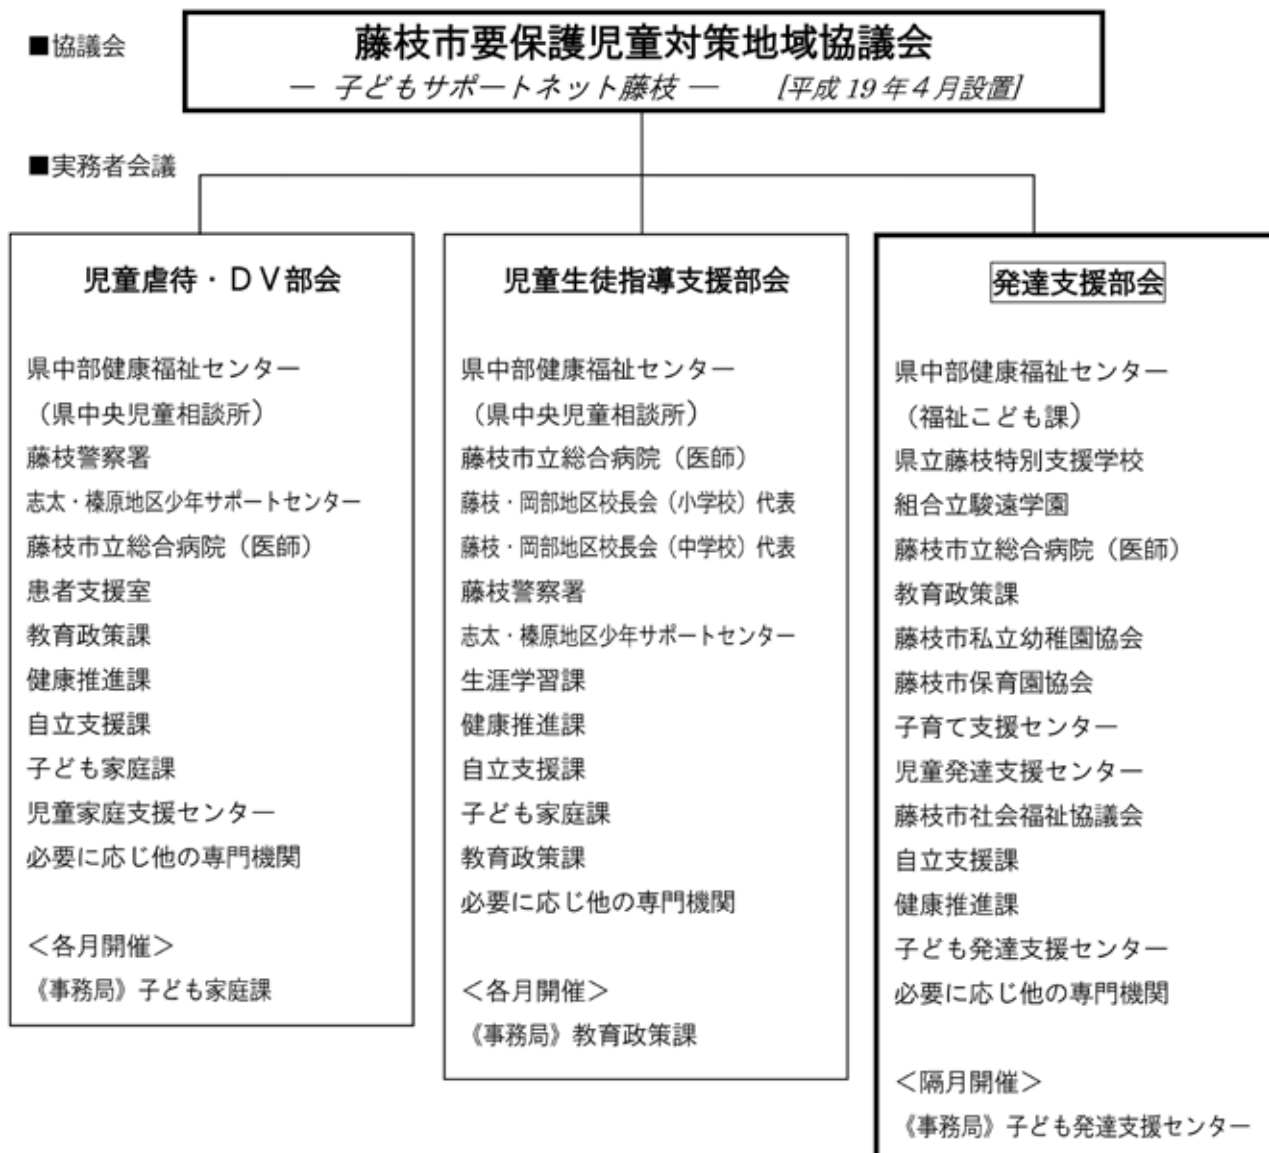 ■協議会
藤枝市要保護児童対策地域協議会
― 子どもサポートネット藤枝 ― [平成19年4月設置]
■実務者会議
児童虐待・ＤＶ部会
県中部健康福祉センター
（県中央児童相談所）
藤枝警察署
志太・榛原地区少年サポートセンター
藤枝市立総合病院（医師）
患者支援室
教育政策課
健康推進課
自立支援課
子ども家庭課
児童家庭支援センター
必要に応じ他の専門機関
＜各月開催＞
《事務局》子ども家庭課
児童生徒指導支援部会
県中部健康福祉センター
（県中央児童相談所）
藤枝市立総合病院（医師）
藤枝・岡部地区校長会（小学校）代表
藤枝・岡部地区校長会（中学校）代表
藤枝警察署
志太・榛原地区少年サポートセンター
生涯学習課
健康推進課
自立支援課
子ども家庭課
教育政策課
必要に応じ他の専門機関
＜各月開催＞
《事務局》教育政策課
発達支援部会
県中部健康福祉センター
（福祉こども課）
県立藤枝特別支援学校
組合立駿遠学園
藤枝市立総合病院（医師）
教育政策課
藤枝市私立幼稚園協会
藤枝市保育園協会
子育て支援センター
児童発達支援センター
藤枝市社会福祉協議会
自立支援課
健康推進課
子ども発達支援センター
必要に応じ他の専門機関
＜隔月開催＞
《事務局》子ども発達支援センター